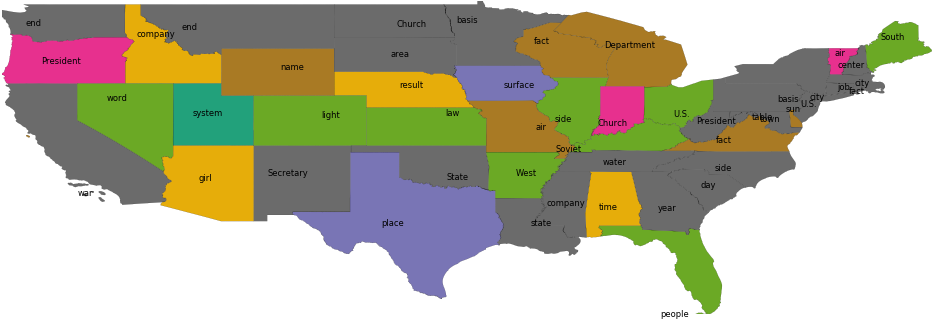 end
company
end
Church
basis
fact
Department
South
President
name
area
result
surface
air
center
word
system
light
law
side
Church
U.S.
job
city
fact
basis
city
U.S.
sun
table
town
President
air
fact
Soviet
girl
Secretary
State
West
water
side
day
war
place
state
company
time
year
people